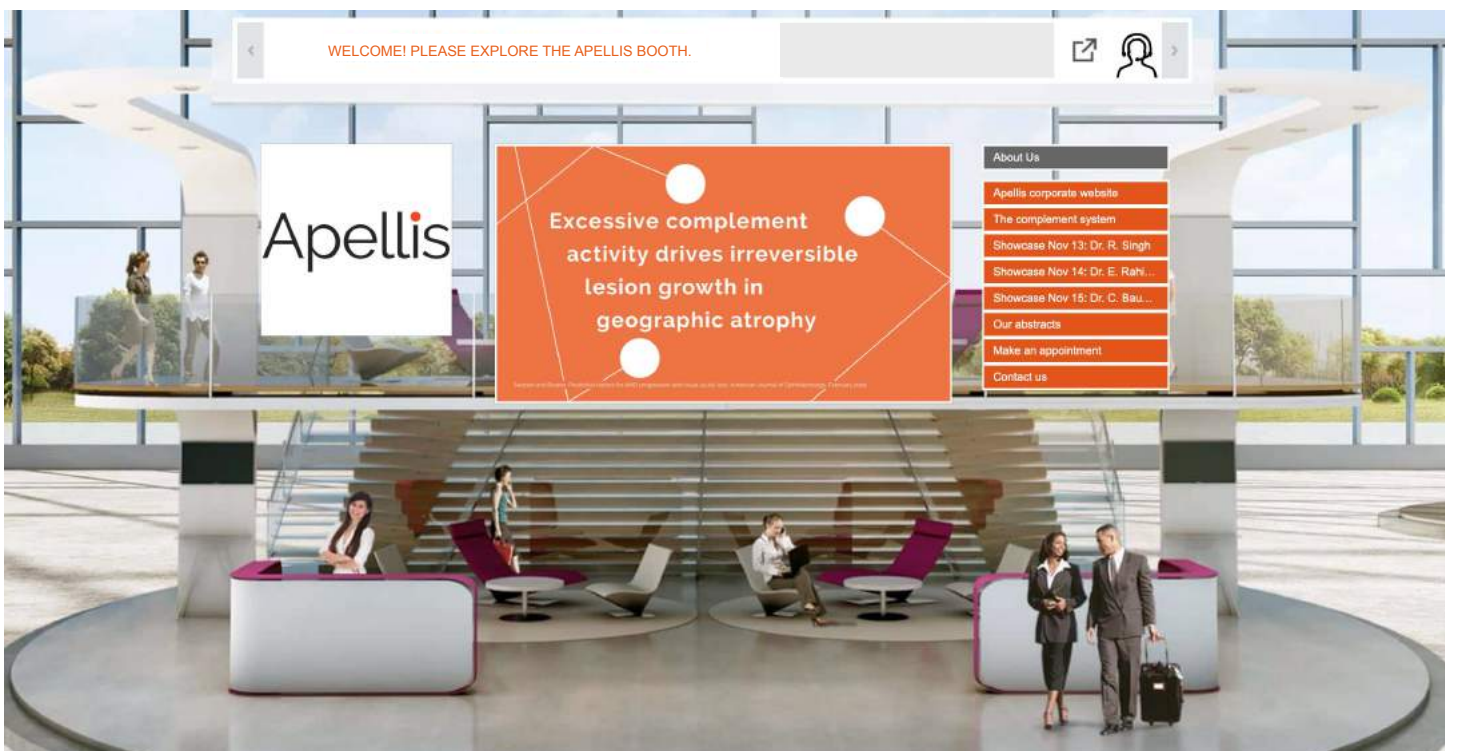 WELCOME! PLEASE EXPLORE THE APELLIS BOOTH.
Apellis
Excessive complement
activity drives irreversible
lesion growth in
geographic atrophy
About Us
Apellis corporate website
The complement system
Showcase Nov 13: Dr. R. Singh
Showcase Nov 14: Dr. E. Rahi...
Showcase Nov 15: Dr. C. Bau...
Our abstracts
Make an appointment
Contact us